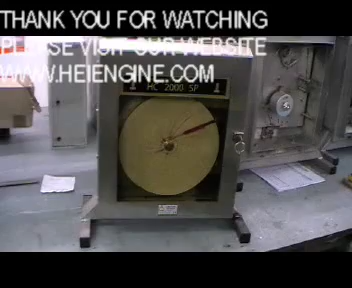 THANK YOU FOR WATCHING
PLEASE VISIT OUR WEBSITE
WWW.HEIENGINE.COM
HC 2000 SP